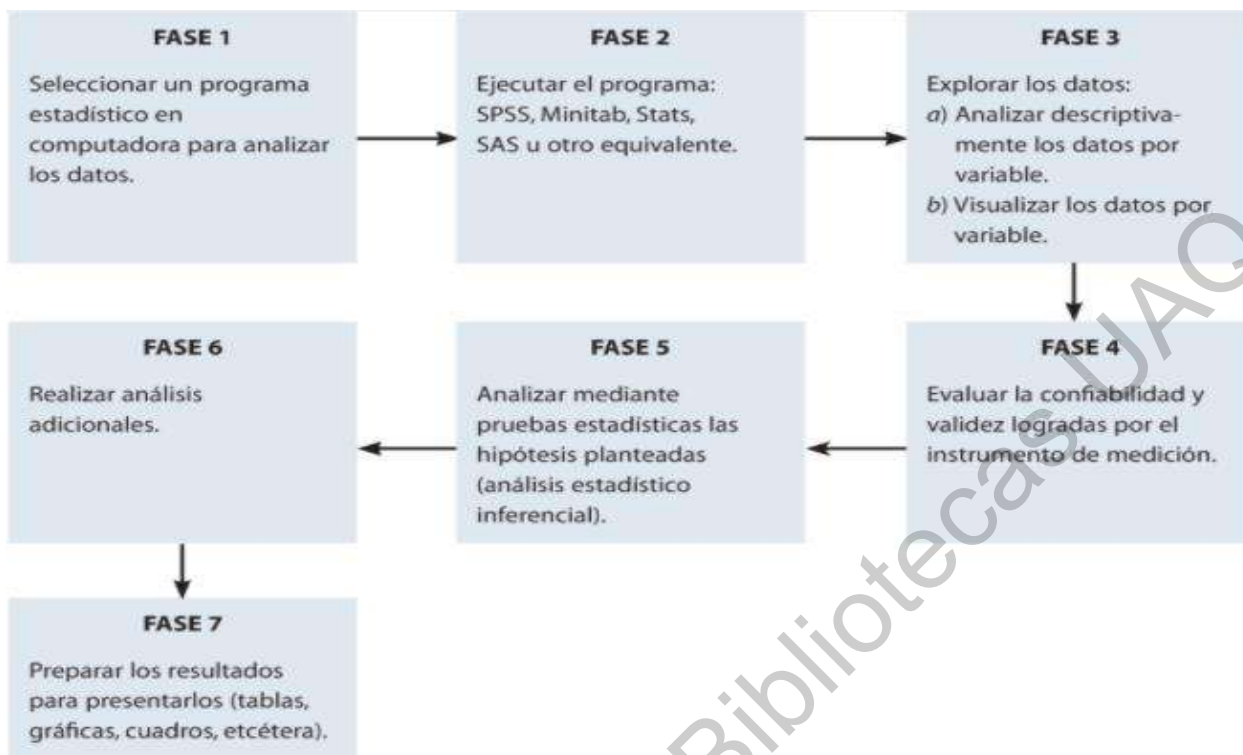 FASE 1
Seleccionar un programa
estadístico en
computadora para analizar
los datos.
FASE 2
Ejecutar el programa:
SPSS, Minitab, Stats,
SAS u otro equivalente.
FASE 3
Explorar los datos:
a) Analizar descriptiva-
mente los datos por
variable.
b) Visualizar los datos por
variable.
FASE 4
Evaluar la confiabilidad y
validez logradas por el
instrumento de medición.
FASE 5
Analizar mediante
pruebas estadísticas las
hipótesis planteadas
(análisis estadístico
inferencial).
FASE 6
Realizar análisis
adicionales.
FASE 7
Preparar los resultados
para presentarlos (tablas,
gráficas, cuadros, etcétera).
Bibliotecas UAQ